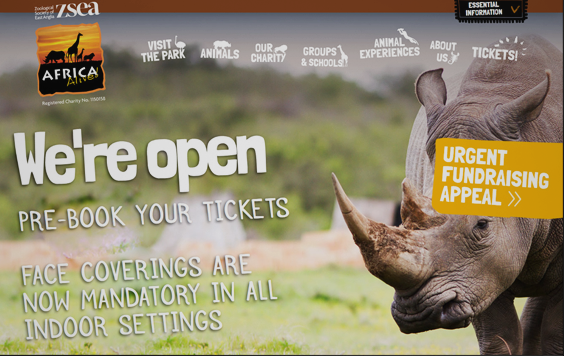 Zoological
Society of
East Anglia
zsea
ESSENTIAL
INFORMATION
AFRICA
Alive!
Registered Charity No. 1110158
VISIT
THE PARK
ANIMALS
OUR
CHARITY
GROUPS
& SCHOOLS
ANIMAL
EXPERIENCES
ABOUT
US
TICKETS!
We're open
PRE-BOOK YOUR TICKETS
FACE COVERINGS ARE
NOW MANDATORY IN ALL
INDOOR SETTINGS
URGENT
FUNDRAISING
APPEAL